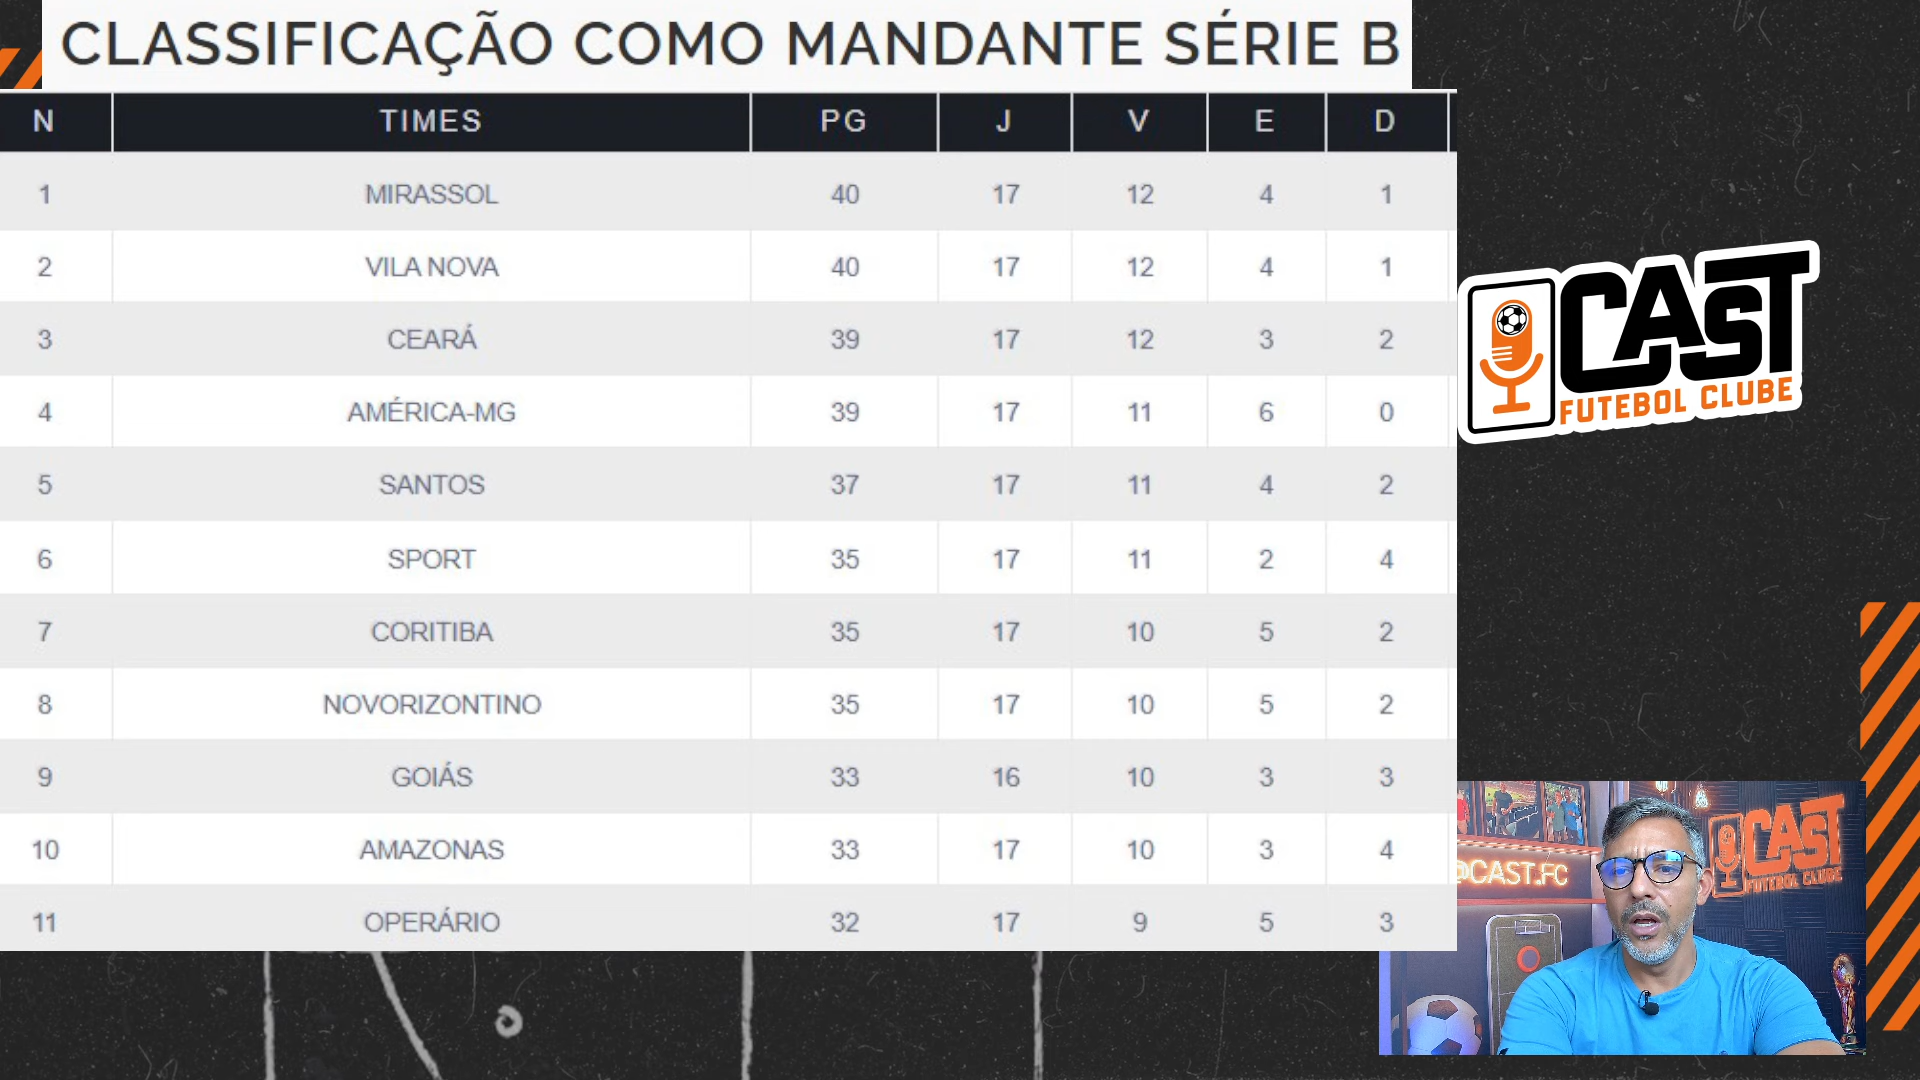 CLASSIFICAÇÃO COMO MANDANTE SÉRIE B
N TIMES PG J V E D
1 MIRASSOL 40 17 12 4 1
2 VILA NOVA 40 17 12 4 1
3 CEARÁ 39 17 12 3 2
4 AMÉRICA-MG 39 17 11 6 0
5 SANTOS 37 17 11 4 2
6 SPORT 35 17 11 2 4
7 CORITIBA 35 17 10 5 2
8 NOVORIZONTINO 35 17 10 5 2
9 GOIÁS 33 16 10 3 3
10 AMAZONAS 33 17 10 3 4
11 OPERÁRIO 32 17 9 5 3
CAST
FUTEBOL CLUBE
@CAST.FC
CAST
FUTEBOL CLUBE